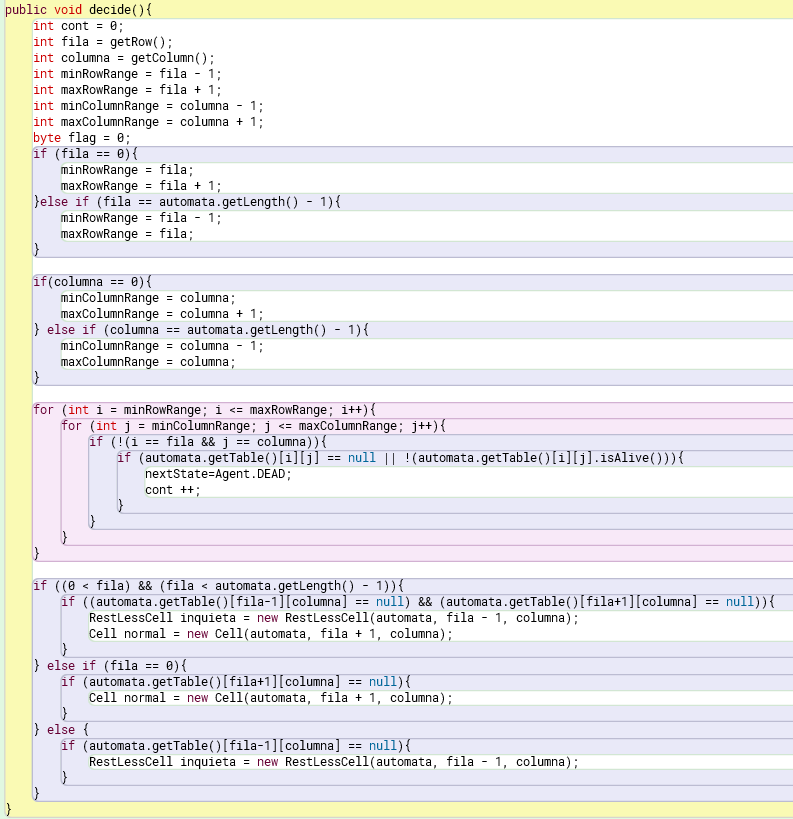 public void decide(){
int cont = 0;
int fila = getRow();
int columna = getColumn();
int minRowRange = fila - 1;
int maxRowRange = fila + 1;
int minColumnRange = columna - 1;
int maxColumnRange = columna + 1;
byte flag = 0;
if (fila == 0){
minRowRange = fila;
maxRowRange = fila + 1;
}else if (fila == automata.getLength() - 1){
minRowRange = fila - 1;
maxRowRange = fila;
}
if(columna == 0){
minColumnRange = columna;
maxColumnRange = columna + 1;
} else if (columna == automata.getLength() - 1){
minColumnRange = columna - 1;
maxColumnRange = columna;
}
for (int i = minRowRange; i <= maxRowRange; i++){
for (int j = minColumnRange; j <= maxColumnRange; j++){
if (!(i == fila && j == columna)){
if (automata.getTable()[i][j] == null || !(automata.getTable()[i][j].isAlive())){
nextState=Agent.DEAD;
cont ++;
}
}
}
}
if ((0 < fila) && (fila < automata.getLength() - 1)){
if ((automata.getTable()[fila-1][columna] == null) && (automata.getTable()[fila+1][columna] == null)){
RestLessCell inquieta = new RestLessCell(automata, fila - 1, columna);
Cell normal = new Cell(automata, fila + 1, columna);
}
} else if (fila == 0){
if (automata.getTable()[fila+1][columna] == null){
Cell normal = new Cell(automata, fila + 1, columna);
}
} else {
if (automata.getTable()[fila-1][columna] == null){
RestLessCell inquieta = new RestLessCell(automata, fila - 1, columna);
}
}
}